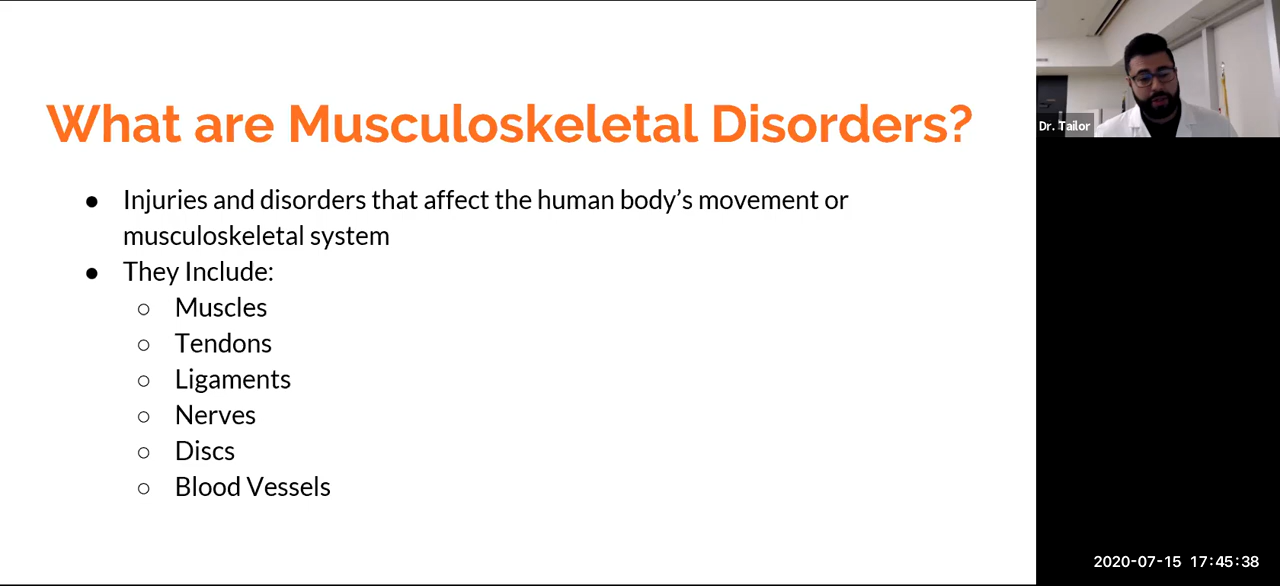 What are Musculoskeletal Disorders?
● Injuries and disorders that affect the human body’s movement or
musculoskeletal system
● They Include:
○ Muscles
○ Tendons
○ Ligaments
○ Nerves
○ Discs
○ Blood Vessels
Dr. Tailor
2020-07-15 17:45:38